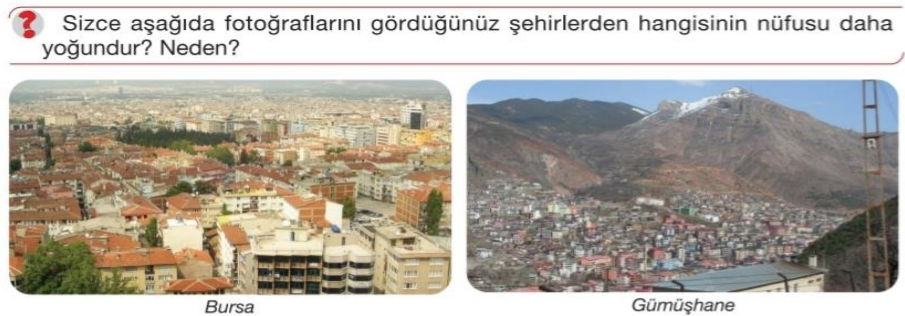 Sizce aşağıda fotoğraflarını gördüğünüz şehirlerden hangisinin nüfusu daha
yoğundur? Neden?
Bursa
Gümüşhane